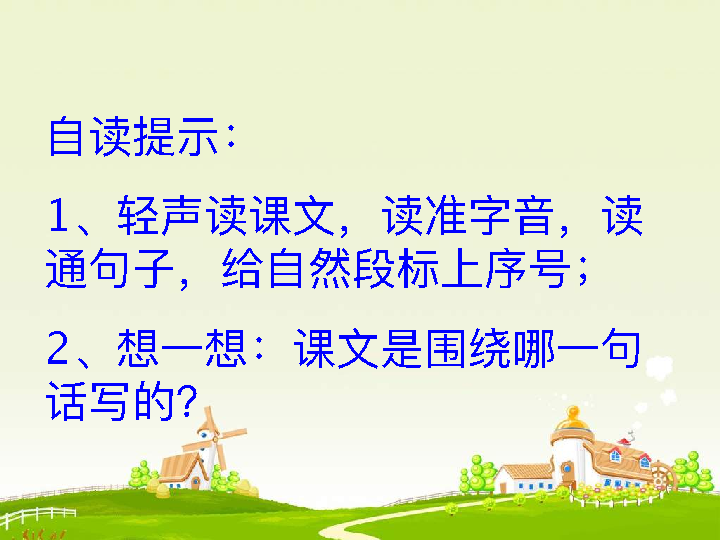 自读提示：
1、轻声读课文，读准字音，读
通句子，给自然段标上序号；
2、想一想：课文是围绕哪一句
话写的？